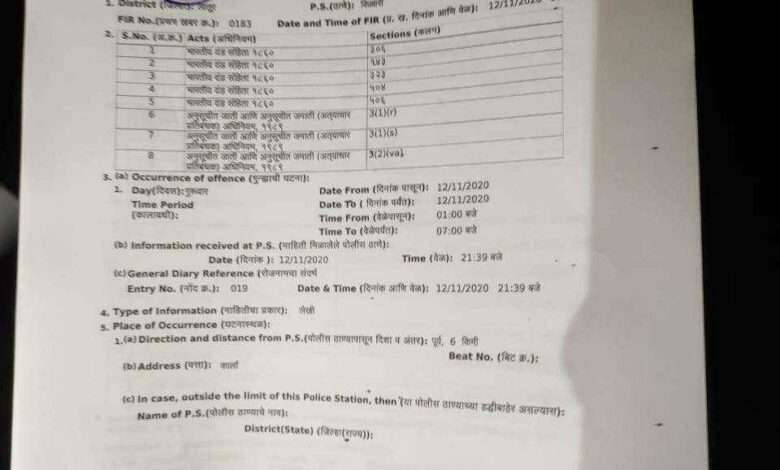 1. District (जिल्हा): लातूर P.S.(ठाणे): किल्लारी
FIR No.(प्रथम खबर क्र.): 0183 Date and Time of FIR (प्र. ख. दिनांक आणि वेळ): 12/11/2020
2. S.No. (अ.क्र.) Acts (अधिनियम) Sections (कलम)
1 भारतीय दंड संहिता १८६० ३०६
2 भारतीय दंड संहिता १८६० १४३
3 भारतीय दंड संहिता १८६० ३२३
4 भारतीय दंड संहिता १८६० ५०४
5 भारतीय दंड संहिता १८६० ५०६
6 अनुसूचीत जाती आणि अनुसूचीत जमाती (अत्याचार 3(1)(r)
प्रतिबंधक) अधिनियम, १९८९
7 अनुसूचीत जाती आणि अनुसूचीत जमाती (अत्याचार 3(1)(s)
प्रतिबंधक) अधिनियम, १९८९
8 अनुसूचीत जाती आणि अनुसूचीत जमाती (अत्याचार 3(2)(va)
प्रतिबंधक) अधिनियम, १९८९
3. (a) Occurrence of offence (गुन्ह्याची घटना):
1. Day(दिवस):गुरुवार Date From (दिनांक पासून): 12/11/2020
Time Period Date To ( दिनांक पर्यंत): 12/11/2020
(कालावधी): Time From (वेळेपासून): 01:00 बजे
Time To (वेळेपर्यंत): 07:00 बजे
(b) Information received at P.S. (माहिती मिळालेले पोलीस ठाणे):
Date (दिनांक ): 12/11/2020 Time (वेळ): 21:39 बजे
(c) General Diary Reference (रोजनामचा संदर्भ
Entry No. (नोंद क्र.): 019 Date & Time (दिनांक आणि वेळ): 12/11/2020 21:39 बजे
4. Type of Information (माहितीचा प्रकार): लेखी
5. Place of Occurrence (घटनास्थळ):
1.(a) Direction and distance from P.S.(पोलीस ठाण्यापासून दिशा व अंतर): पूर्व, 6 किमी
Beat No. (बिट क्र.):
(b) Address (पत्ता): कार्ला
(c) In case, outside the limit of this Police Station, then (या पोलीस ठाण्याच्या हद्दीबाहेर असल्यास):
Name of P.S.(पोलीस ठाण्याचे नाव):
District(State) (जिल्हा(राज्य)):